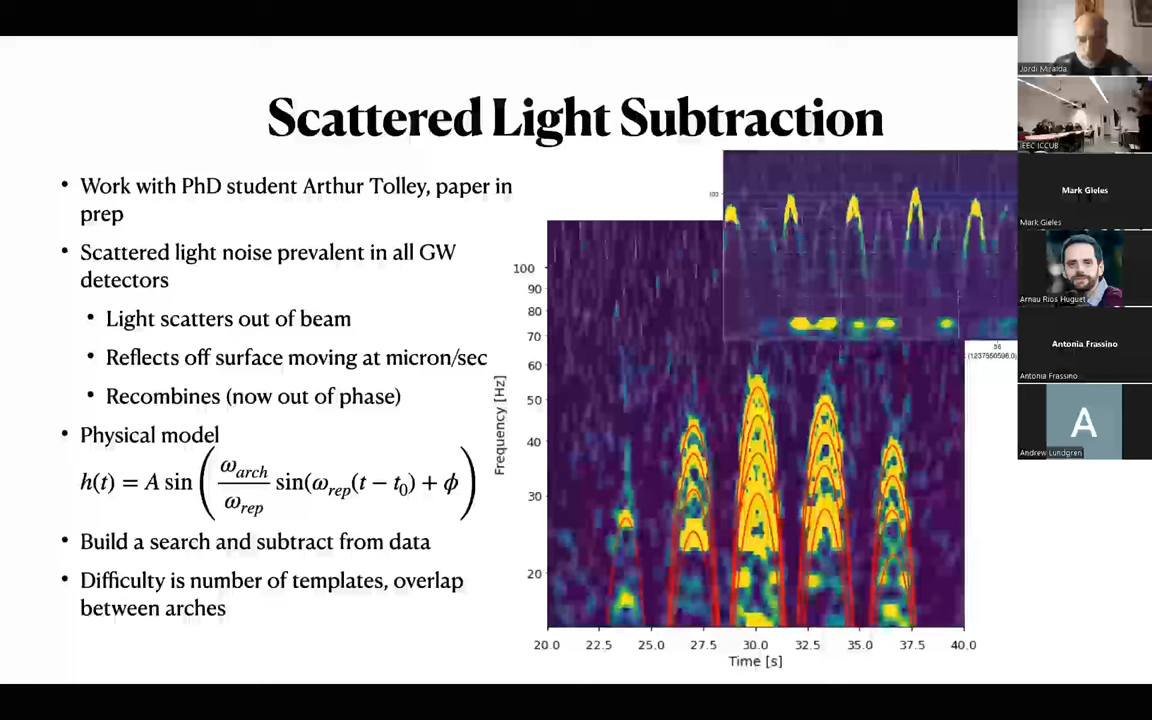 Scattered Light Subtraction
• Work with PhD student Arthur Tolley, paper in
prep
• Scattered light noise prevalent in all GW
detectors
• Light scatters out of beam
• Reflects off surface moving at micron/sec
• Recombines (now out of phase)
• Physical model
h(t) = A sin ( ω_arch / ω_rep sin(ω_rep(t − t_0) + ϕ )
• Build a search and subtract from data
• Difficulty is number of templates, overlap
between arches
100
90
80
70
60
50
40
30
20
Frequency [Hz]
20.0 22.5 25.0 27.5 30.0 32.5 35.0 37.5 40.0
Time [s]
100
Jordi Miralda
IEEC ICCUB
Mark Gieles
Mark Gieles
Arnau Rios Huguet
Antonia Frassino
Antonia Frassino
A
Andrew Lundgren